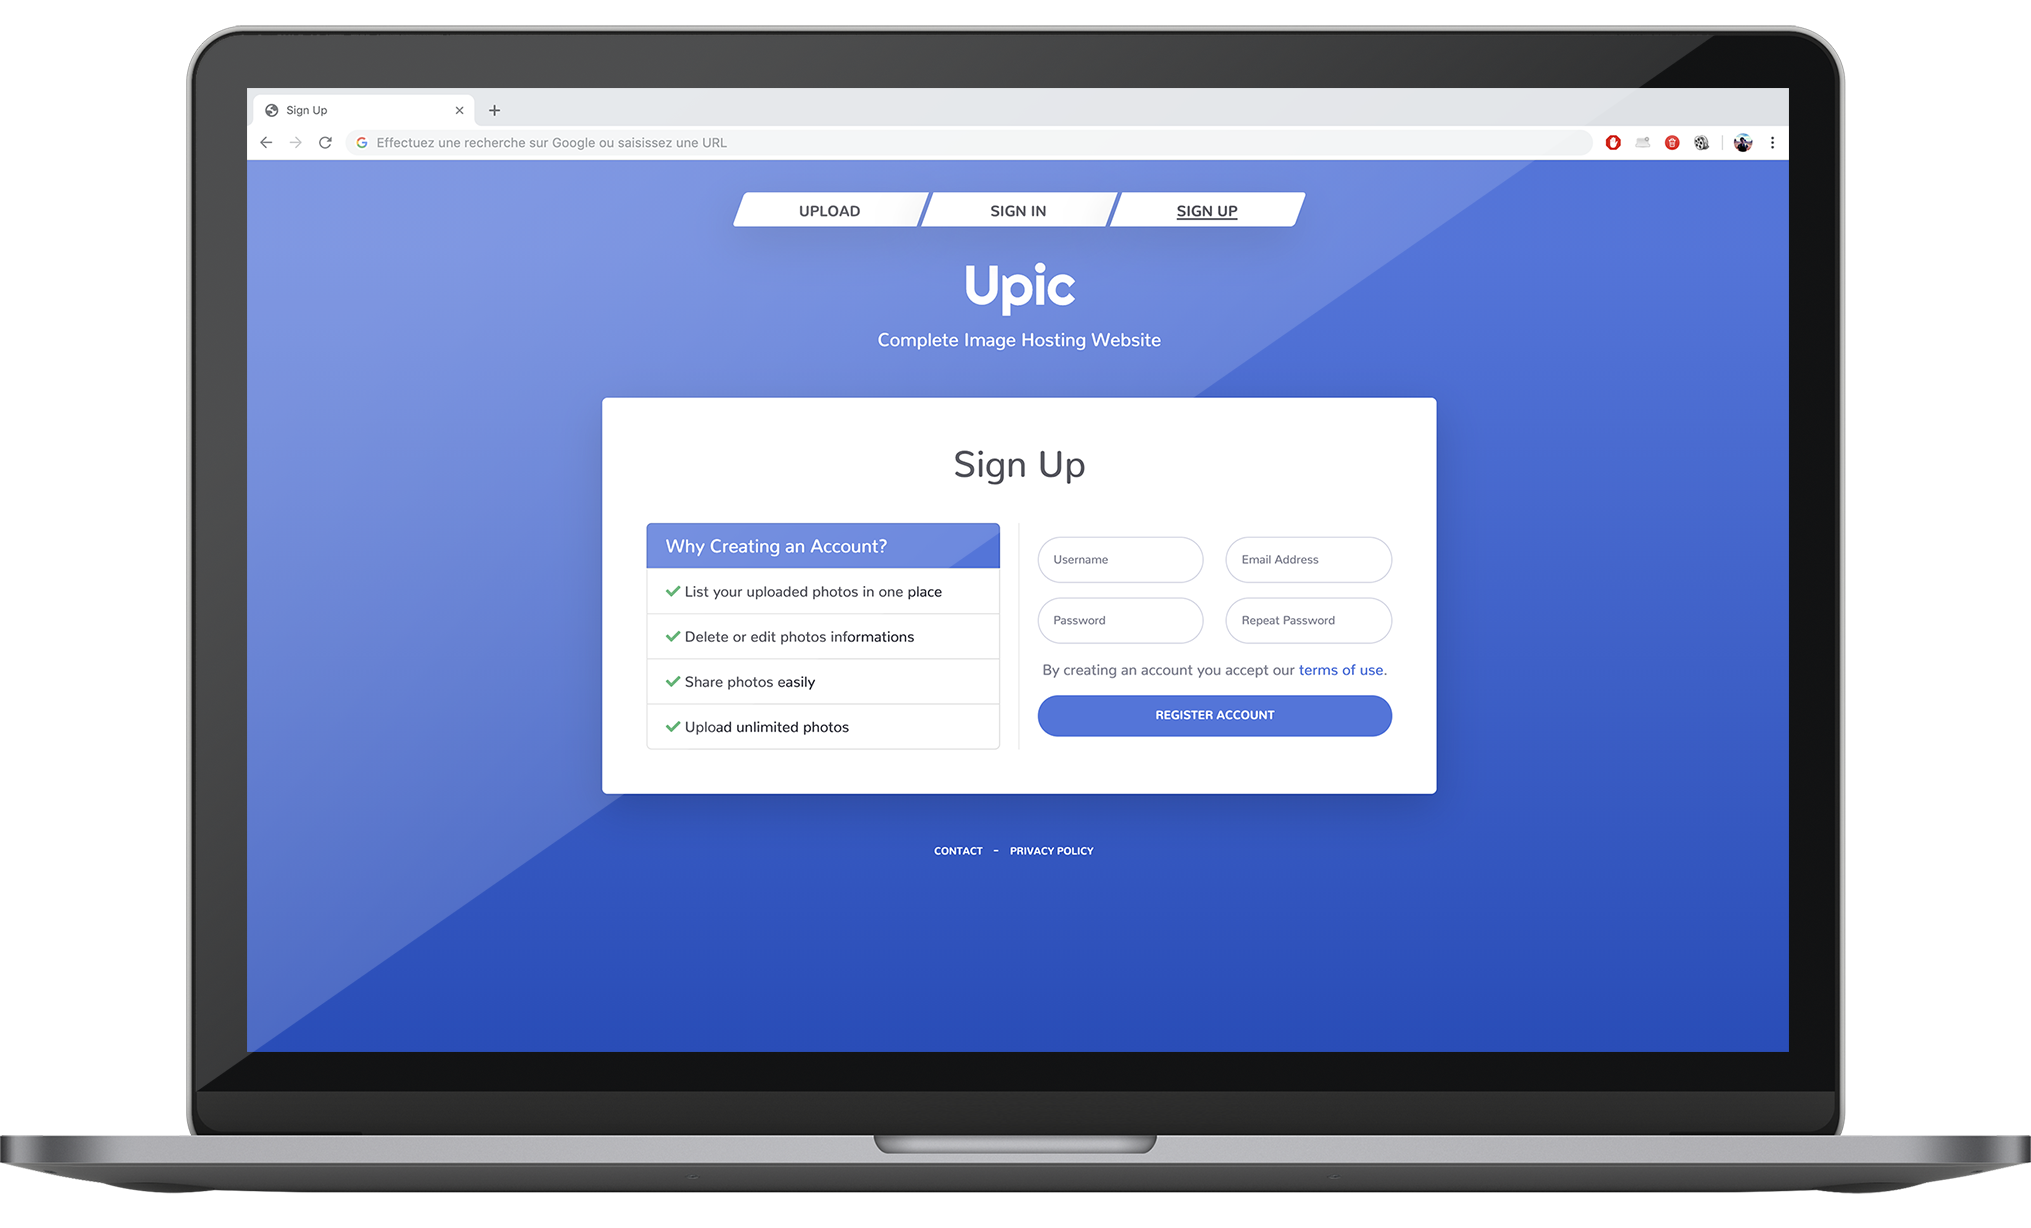 Sign Up
Effectuez une recherche sur Google ou saisissez une URL
UPLOAD
SIGN IN
SIGN UP
Upic
Complete Image Hosting Website
Sign Up
Why Creating an Account?
List your uploaded photos in one place
Delete or edit photos informations
Share photos easily
Upload unlimited photos
Username
Email Address
Password
Repeat Password
By creating an account you accept our terms of use.
REGISTER ACCOUNT
CONTACT - PRIVACY POLICY